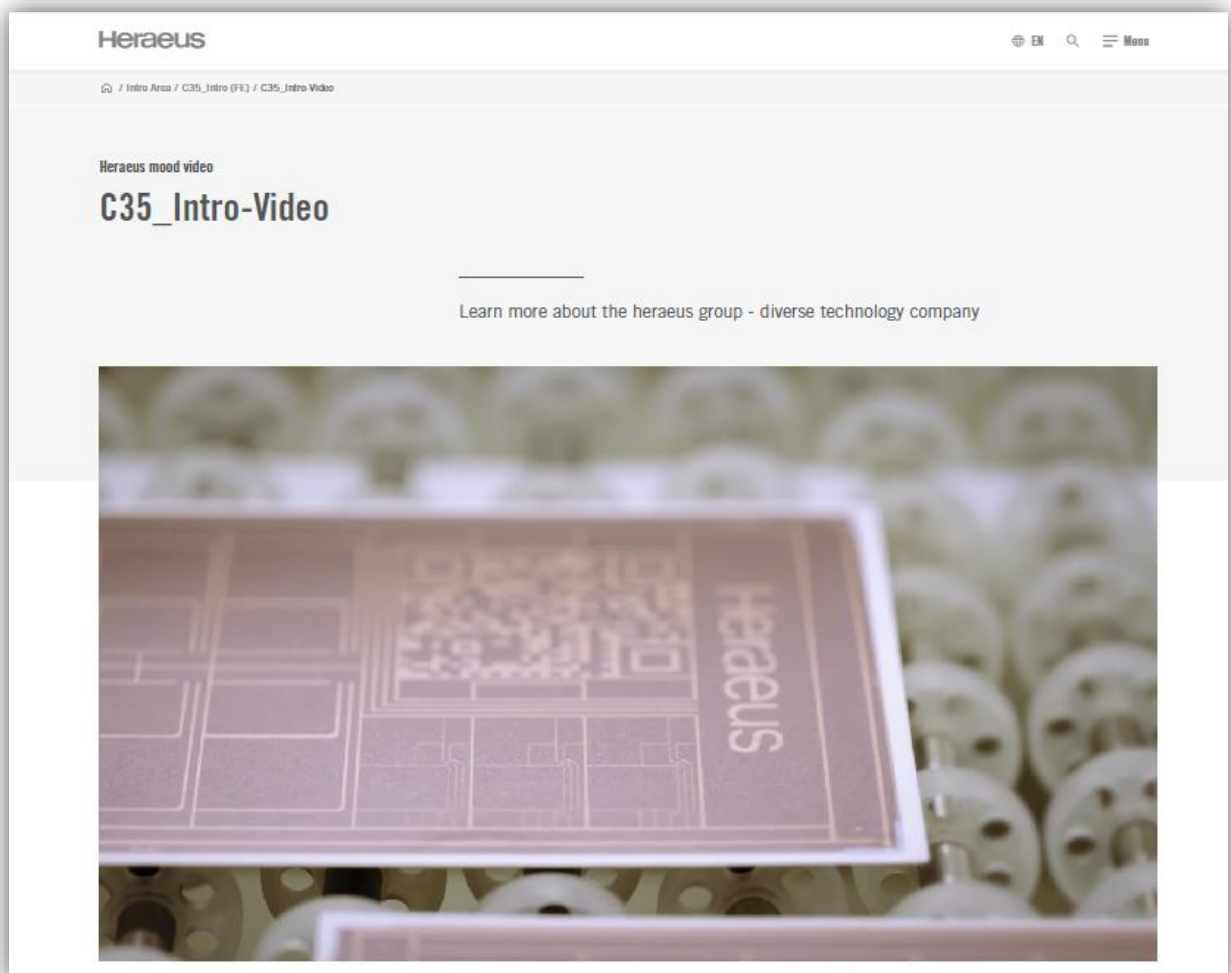 Heraeus
EN
Menu
/ Intro Area / C35_Intro (FE) / C35_Intro-Video
Heraeus mood video
C35_Intro-Video
Learn more about the heraeus group - diverse technology company
Heraeus